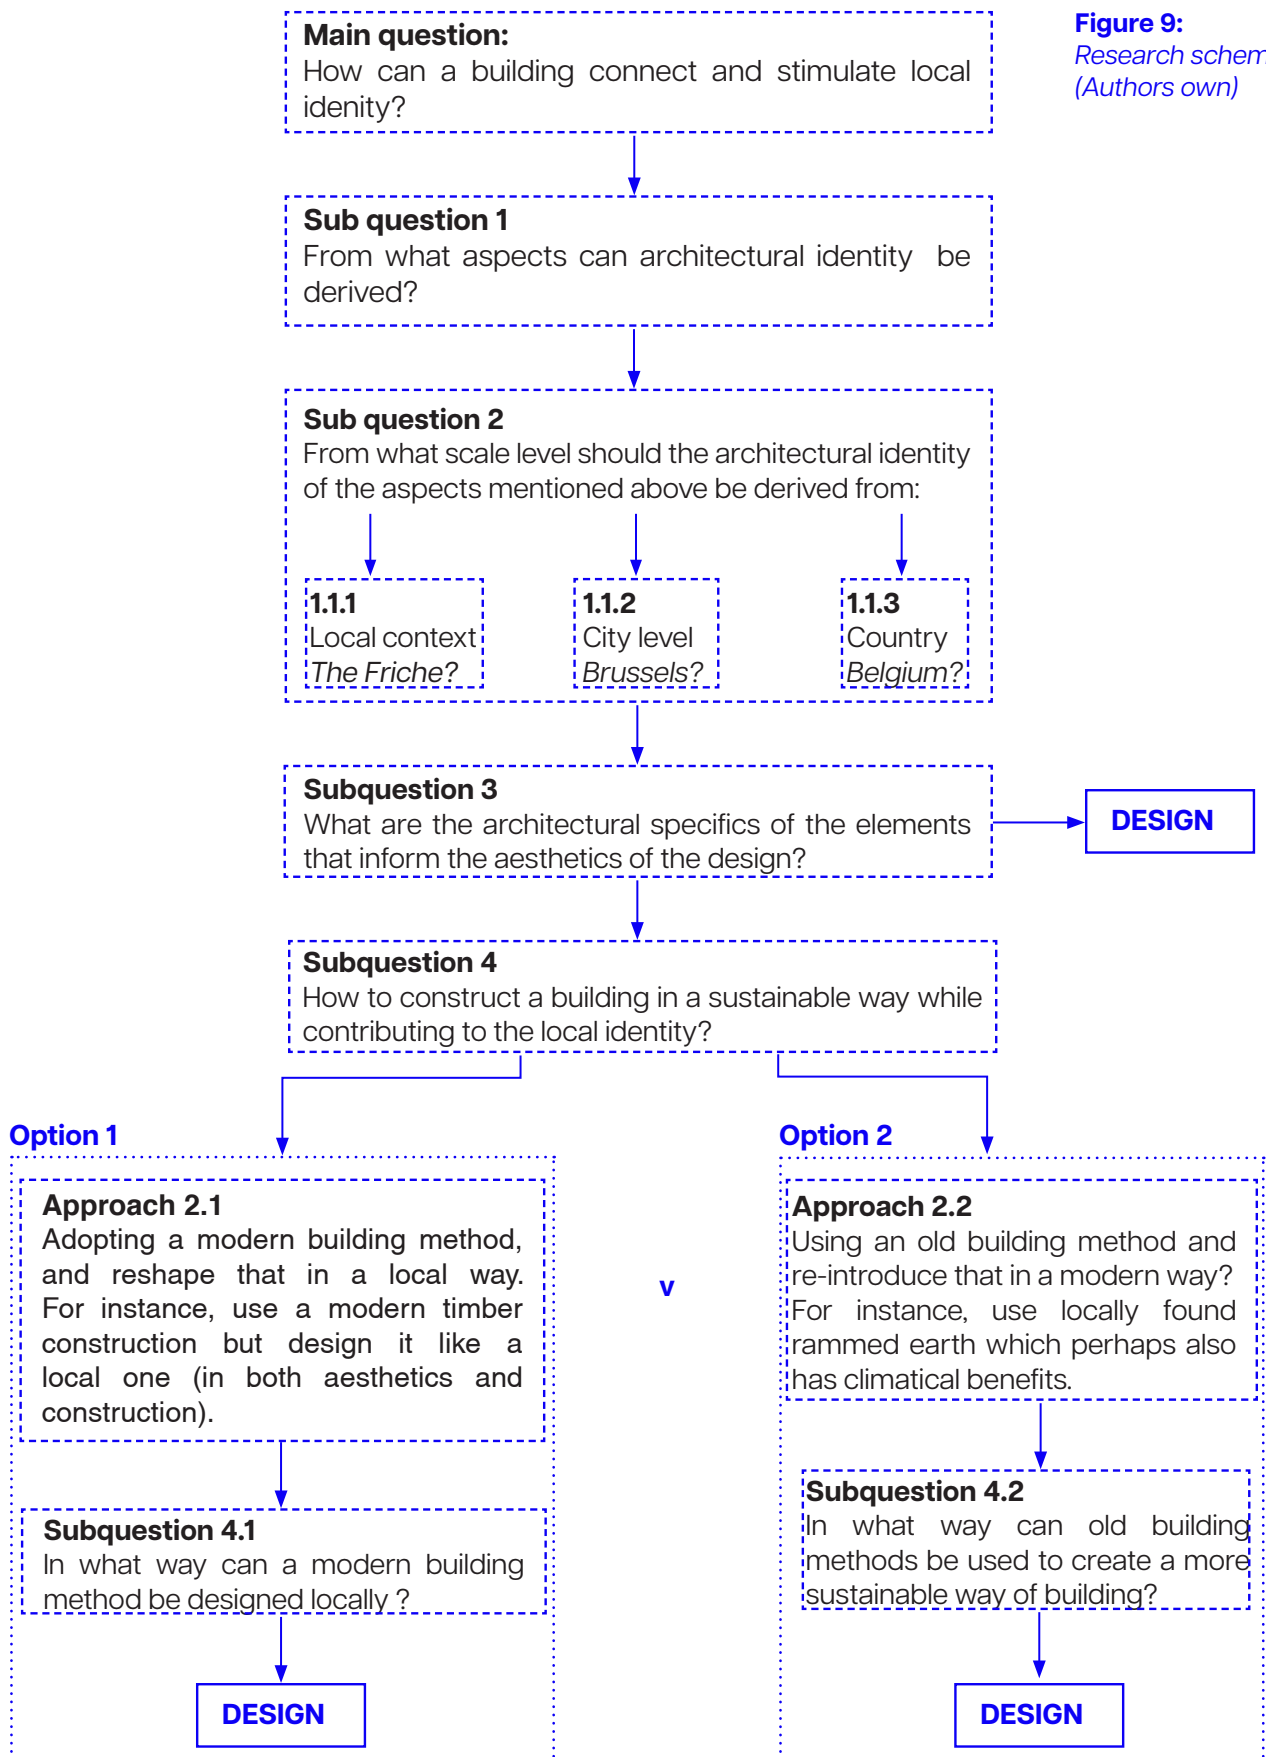 Main question:
How can a building connect and stimulate local
idenity?
Figure 9:
Research schem
(Authors own)
Sub question 1
From what aspects can architectural identity be
derived?
Sub question 2
From what scale level should the architectural identity
of the aspects mentioned above be derived from:
1.1.1
Local context
The Friche?
1.1.2
City level
Brussels?
1.1.3
Country
Belgium?
Subquestion 3
What are the architectural specifics of the elements
that inform the aesthetics of the design?
DESIGN
Subquestion 4
How to construct a building in a sustainable way while
contributing to the local identity?
Option 1
Approach 2.1
Adopting a modern building method,
and reshape that in a local way.
For instance, use a modern timber
construction but design it like a
local one (in both aesthetics and
construction).
Subquestion 4.1
In what way can a modern building
method be designed locally ?
DESIGN
v
Option 2
Approach 2.2
Using an old building method and
re-introduce that in a modern way?
For instance, use locally found
rammed earth which perhaps also
has climatical benefits.
Subquestion 4.2
In what way can old building
methods be used to create a more
sustainable way of building?
DESIGN